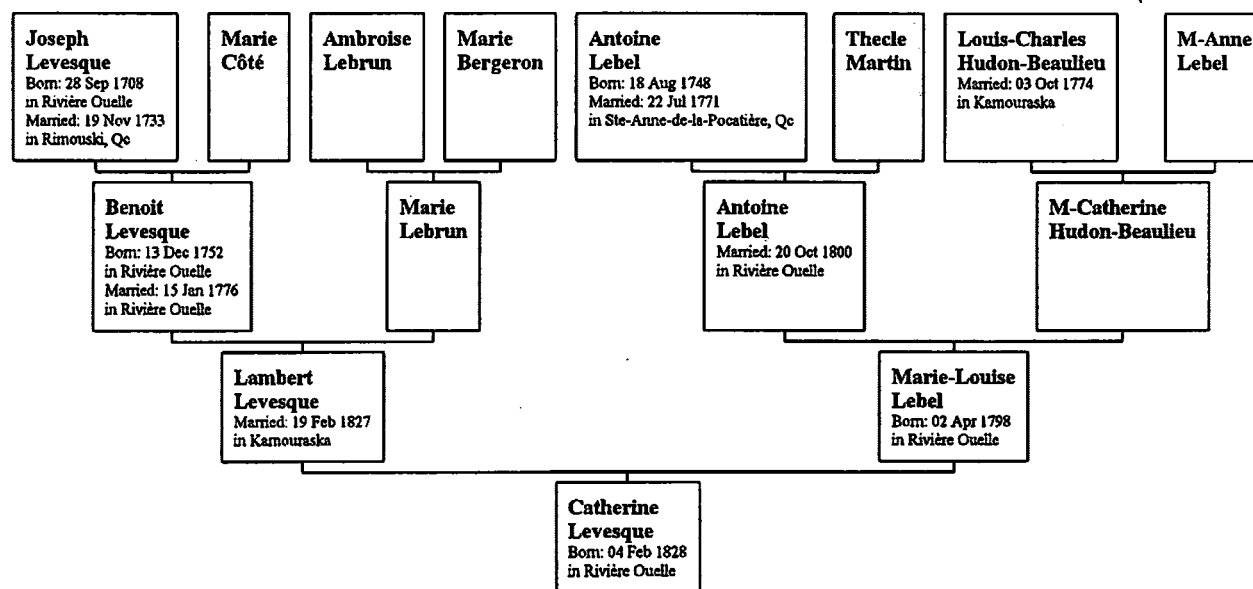 Joseph
Levesque
Born: 28 Sep 1708
in Rivière Ouelle
Married: 19 Nov 1733
in Rimouski, Qc
Marie
Côté
Ambroise
Lebrun
Marie
Bergeron
Antoine
Lebel
Born: 18 Aug 1748
Married: 22 Jul 1771
in Ste-Anne-de-la-Pocatière, Qc
Thecle
Martin
Louis-Charles
Hudon-Beaulieu
Married: 03 Oct 1774
in Kamouraska
M-Anne
Lebel
Benoit
Levesque
Born: 13 Dec 1752
in Rivière Ouelle
Married: 15 Jan 1776
in Rivière Ouelle
Marie
Lebrun
Antoine
Lebel
Married: 20 Oct 1800
in Rivière Ouelle
M-Catherine
Hudon-Beaulieu
Lambert
Levesque
Married: 19 Feb 1827
in Kamouraska
Marie-Louise
Lebel
Born: 02 Apr 1798
in Rivière Ouelle
Catherine
Levesque
Born: 04 Feb 1828
in Rivière Ouelle